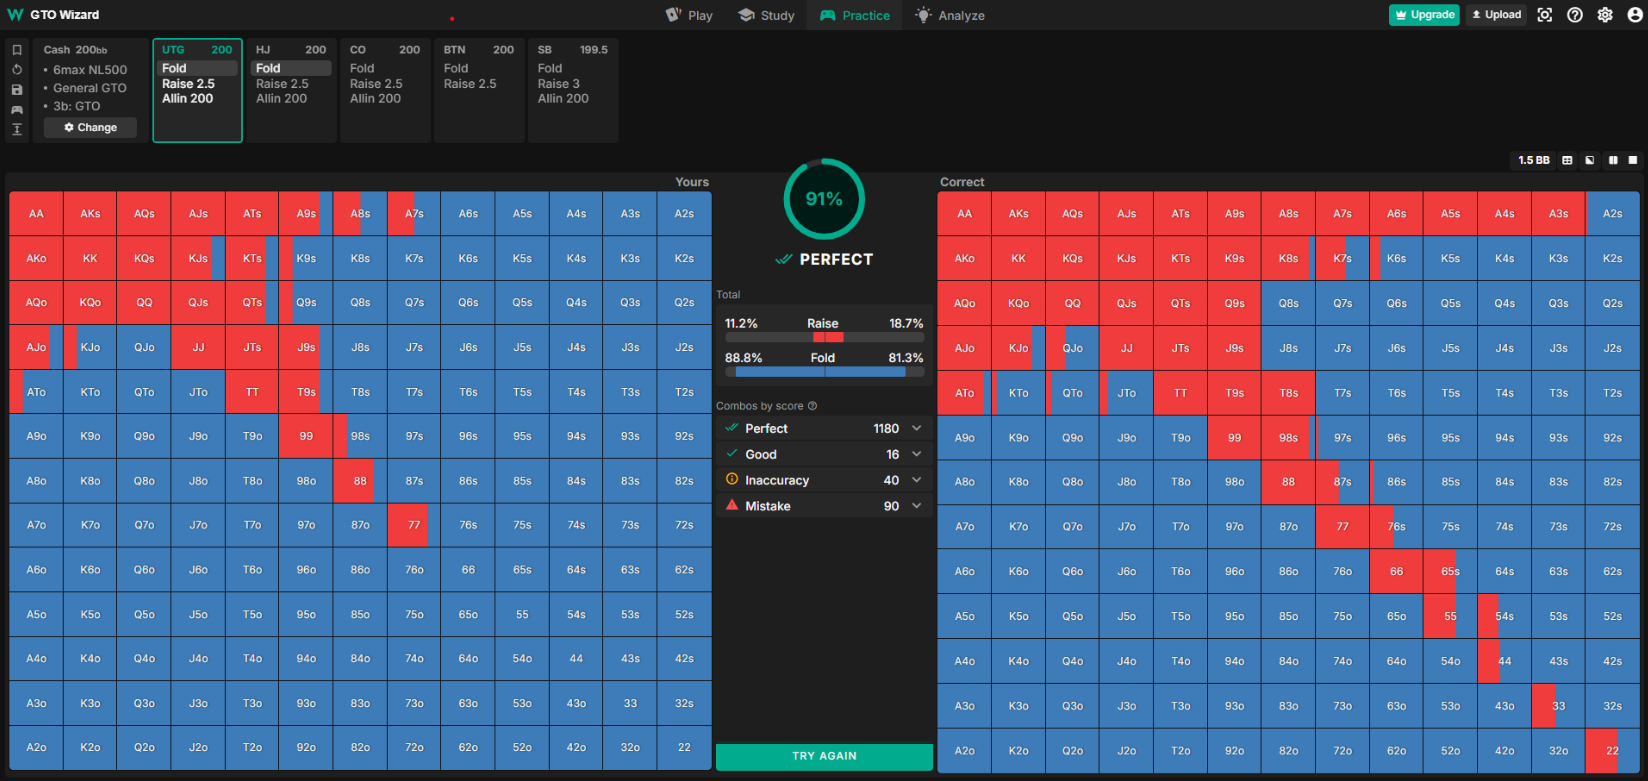 GTO Wizard
Play Study Practice Analyze
Upgrade Upload
Cash 200bb
• 6max NL500
• General GTO
• 3b: GTO
Change
UTG 200
Fold
Raise 2.5
Allin 200
HJ 200
Fold
Raise 2.5
Allin 200
CO 200
Fold
Raise 2.5
Allin 200
BTN 200
Fold
Raise 2.5
SB 199.5
Fold
Raise 3
Allin 200
1.5 BB
Yours
AA AKs AQs AJs ATs A9s A8s A7s A6s A5s A4s A3s A2s
AKo KK KQs KJs KTs K9s K8s K7s K6s K5s K4s K3s K2s
AQo KQo QQ QJs QTs Q9s Q8s Q7s Q6s Q5s Q4s Q3s Q2s
AJo KJo QJo JJ JTs J9s J8s J7s J6s J5s J4s J3s J2s
ATo KTo QTo JTo TT T9s T8s T7s T6s T5s T4s T3s T2s
A9o K9o Q9o J9o T9o 99 98s 97s 96s 95s 94s 93s 92s
A8o K8o Q8o J8o T8o 98o 88 87s 86s 85s 84s 83s 82s
A7o K7o Q7o J7o T7o 97o 87o 77 76s 75s 74s 73s 72s
A6o K6o Q6o J6o T6o 96o 86o 76o 66 65s 64s 63s 62s
A5o K5o Q5o J5o T5o 95o 85o 75o 65o 55 54s 53s 52s
A4o K4o Q4o J4o T4o 94o 84o 74o 64o 54o 44 43s 42s
A3o K3o Q3o J3o T3o 93o 83o 73o 63o 53o 43o 33 32s
A2o K2o Q2o J2o T2o 92o 82o 72o 62o 52o 42o 32o 22
91%
PERFECT
Total
11.2% Raise 18.7%
88.8% Fold 81.3%
Combos by score
Perfect 1180
Good 16
Inaccuracy 40
Mistake 90
TRY AGAIN
Correct
AA AKs AQs AJs ATs A9s A8s A7s A6s A5s A4s A3s A2s
AKo KK KQs KJs KTs K9s K8s K7s K6s K5s K4s K3s K2s
AQo KQo QQ QJs QTs Q9s Q8s Q7s Q6s Q5s Q4s Q3s Q2s
AJo KJo QJo JJ JTs J9s J8s J7s J6s J5s J4s J3s J2s
ATo KTo QTo JTo TT T9s T8s T7s T6s T5s T4s T3s T2s
A9o K9o Q9o J9o T9o 99 98s 97s 96s 95s 94s 93s 92s
A8o K8o Q8o J8o T8o 98o 88 87s 86s 85s 84s 83s 82s
A7o K7o Q7o J7o T7o 97o 87o 77 76s 75s 74s 73s 72s
A6o K6o Q6o J6o T6o 96o 86o 76o 66 65s 64s 63s 62s
A5o K5o Q5o J5o T5o 95o 85o 75o 65o 55 54s 53s 52s
A4o K4o Q4o J4o T4o 94o 84o 74o 64o 54o 44 43s 42s
A3o K3o Q3o J3o T3o 93o 83o 73o 63o 53o 43o 33 32s
A2o K2o Q2o J2o T2o 92o 82o 72o 62o 52o 42o 32o 22